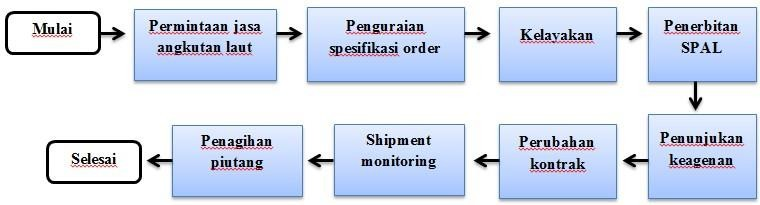 Mulai
Permintaan jasa
angkutan laut
Penguraian
spesifikasi order
Kelayakan
Penerbitan
SPAL
Penunjukan
keagenan
Perubahan
kontrak
Shipment
monitoring
Penagihan
piutang
Selesai